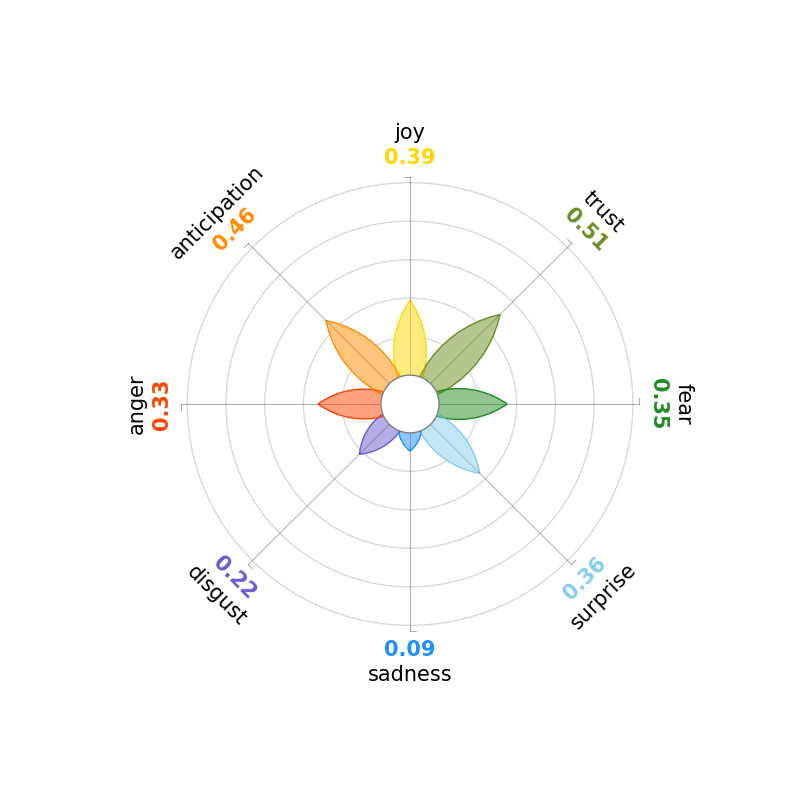 joy
0.39
trust
0.51
fear
0.35
surprise
0.36
sadness
0.09
disgust
0.22
anger
0.33
anticipation
0.46